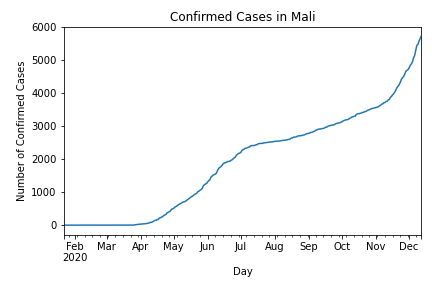 Confirmed Cases in Mali
Number of Confirmed Cases
6000
5000
4000
3000
2000
1000
0
Feb Mar Apr May Jun Jul Aug Sep Oct Nov Dec
2020
Day